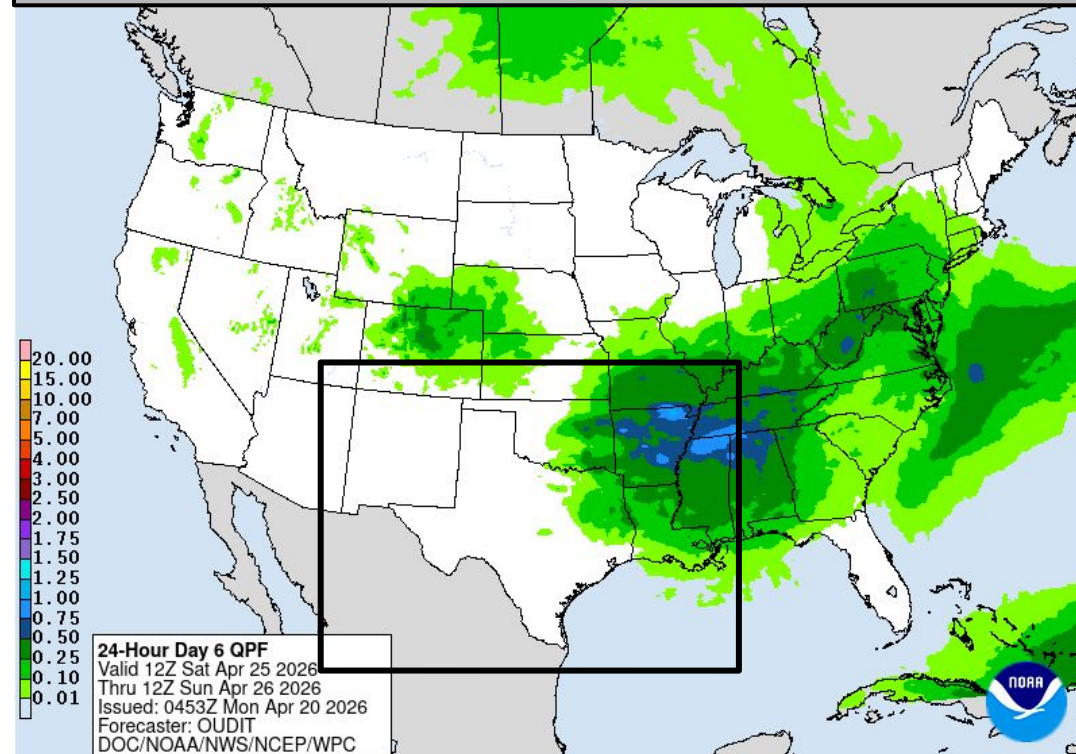 20.00
15.00
10.00
7.00
5.00
4.00
3.00
2.50
2.00
1.75
1.50
1.25
1.00
0.75
0.50
0.25
0.10
0.01
24-Hour Day 6 QPF
Valid 12Z Sat Apr 25 2026
Thru 12Z Sun Apr 26 2026
Issued: 0453Z Mon Apr 20 2026
Forecaster: OUDIT
DOC/NOAA/NWS/NCEP/WPC
NOAA